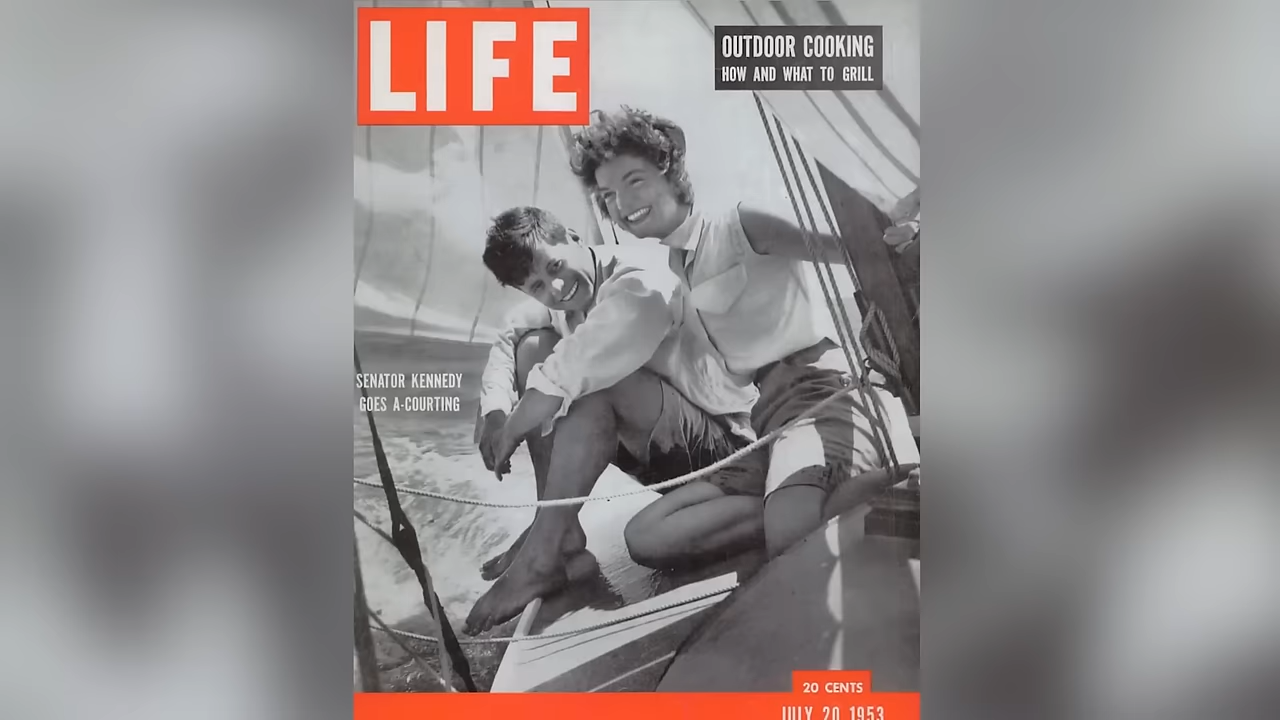 LIFE
OUTDOOR COOKING
HOW AND WHAT TO GRILL
SENATOR KENNEDY
GOES A-COURTING
20 CENTS
JULY 20 1953